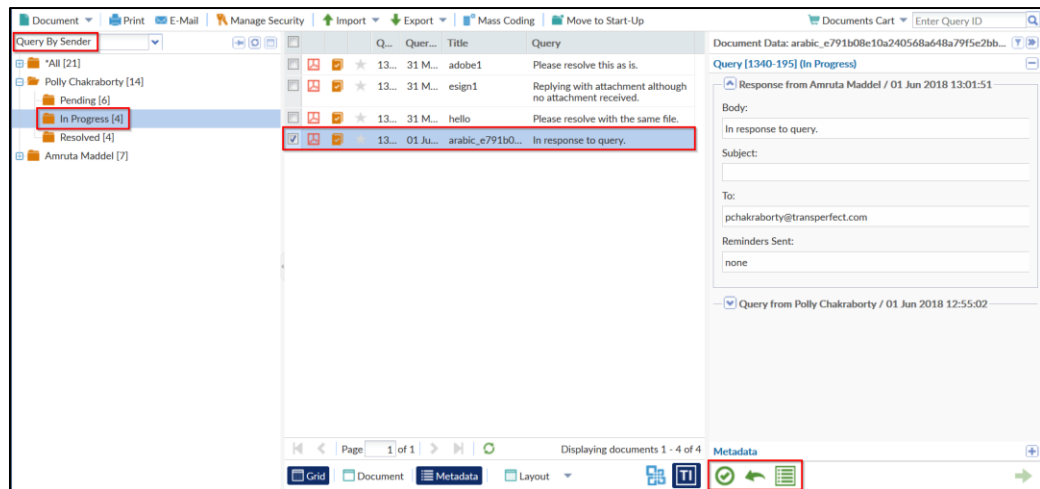 Document Print E-Mail Manage Security Import Export Mass Coding Move to Start-Up Documents Cart Enter Query ID
Query By Sender
*All [21]
Polly Chakraborty [14]
Pending [6]
In Progress [4]
Resolved [4]
Amruta Maddel [7]
Q... Quer... Title Query
13... 31 M... adobe1 Please resolve this as is.
13... 31 M... esign1 Replying with attachment although
no attachment received.
13... 31 M... hello Please resolve with the same file.
13... 01 Ju... arabic_e791b0... In response to query.
Page 1 of 1 Displaying documents 1 - 4 of 4
Grid Document Metadata Layout TI
Document Data: arabic_e791b08e10a240568a648a79f5e2bb...
Query [1340-195] (In Progress)
Response from Amruta Maddel / 01 Jun 2018 13:01:51
Body:
In response to query.
Subject:
To:
pchakraborty@transperfect.com
Reminders Sent:
none
Query from Polly Chakraborty / 01 Jun 2018 12:55:02
Metadata